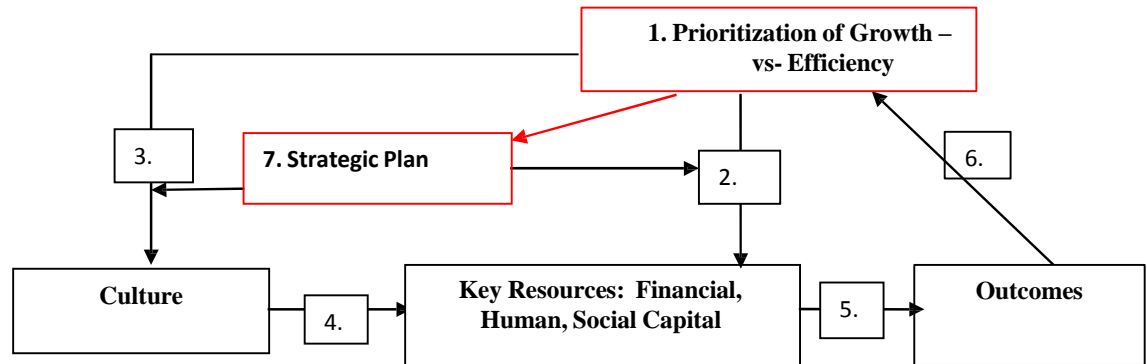 1. Prioritization of Growth –
vs- Efficiency
3.
7. Strategic Plan
2.
6.
Culture
4.
Key Resources: Financial,
Human, Social Capital
5.
Outcomes